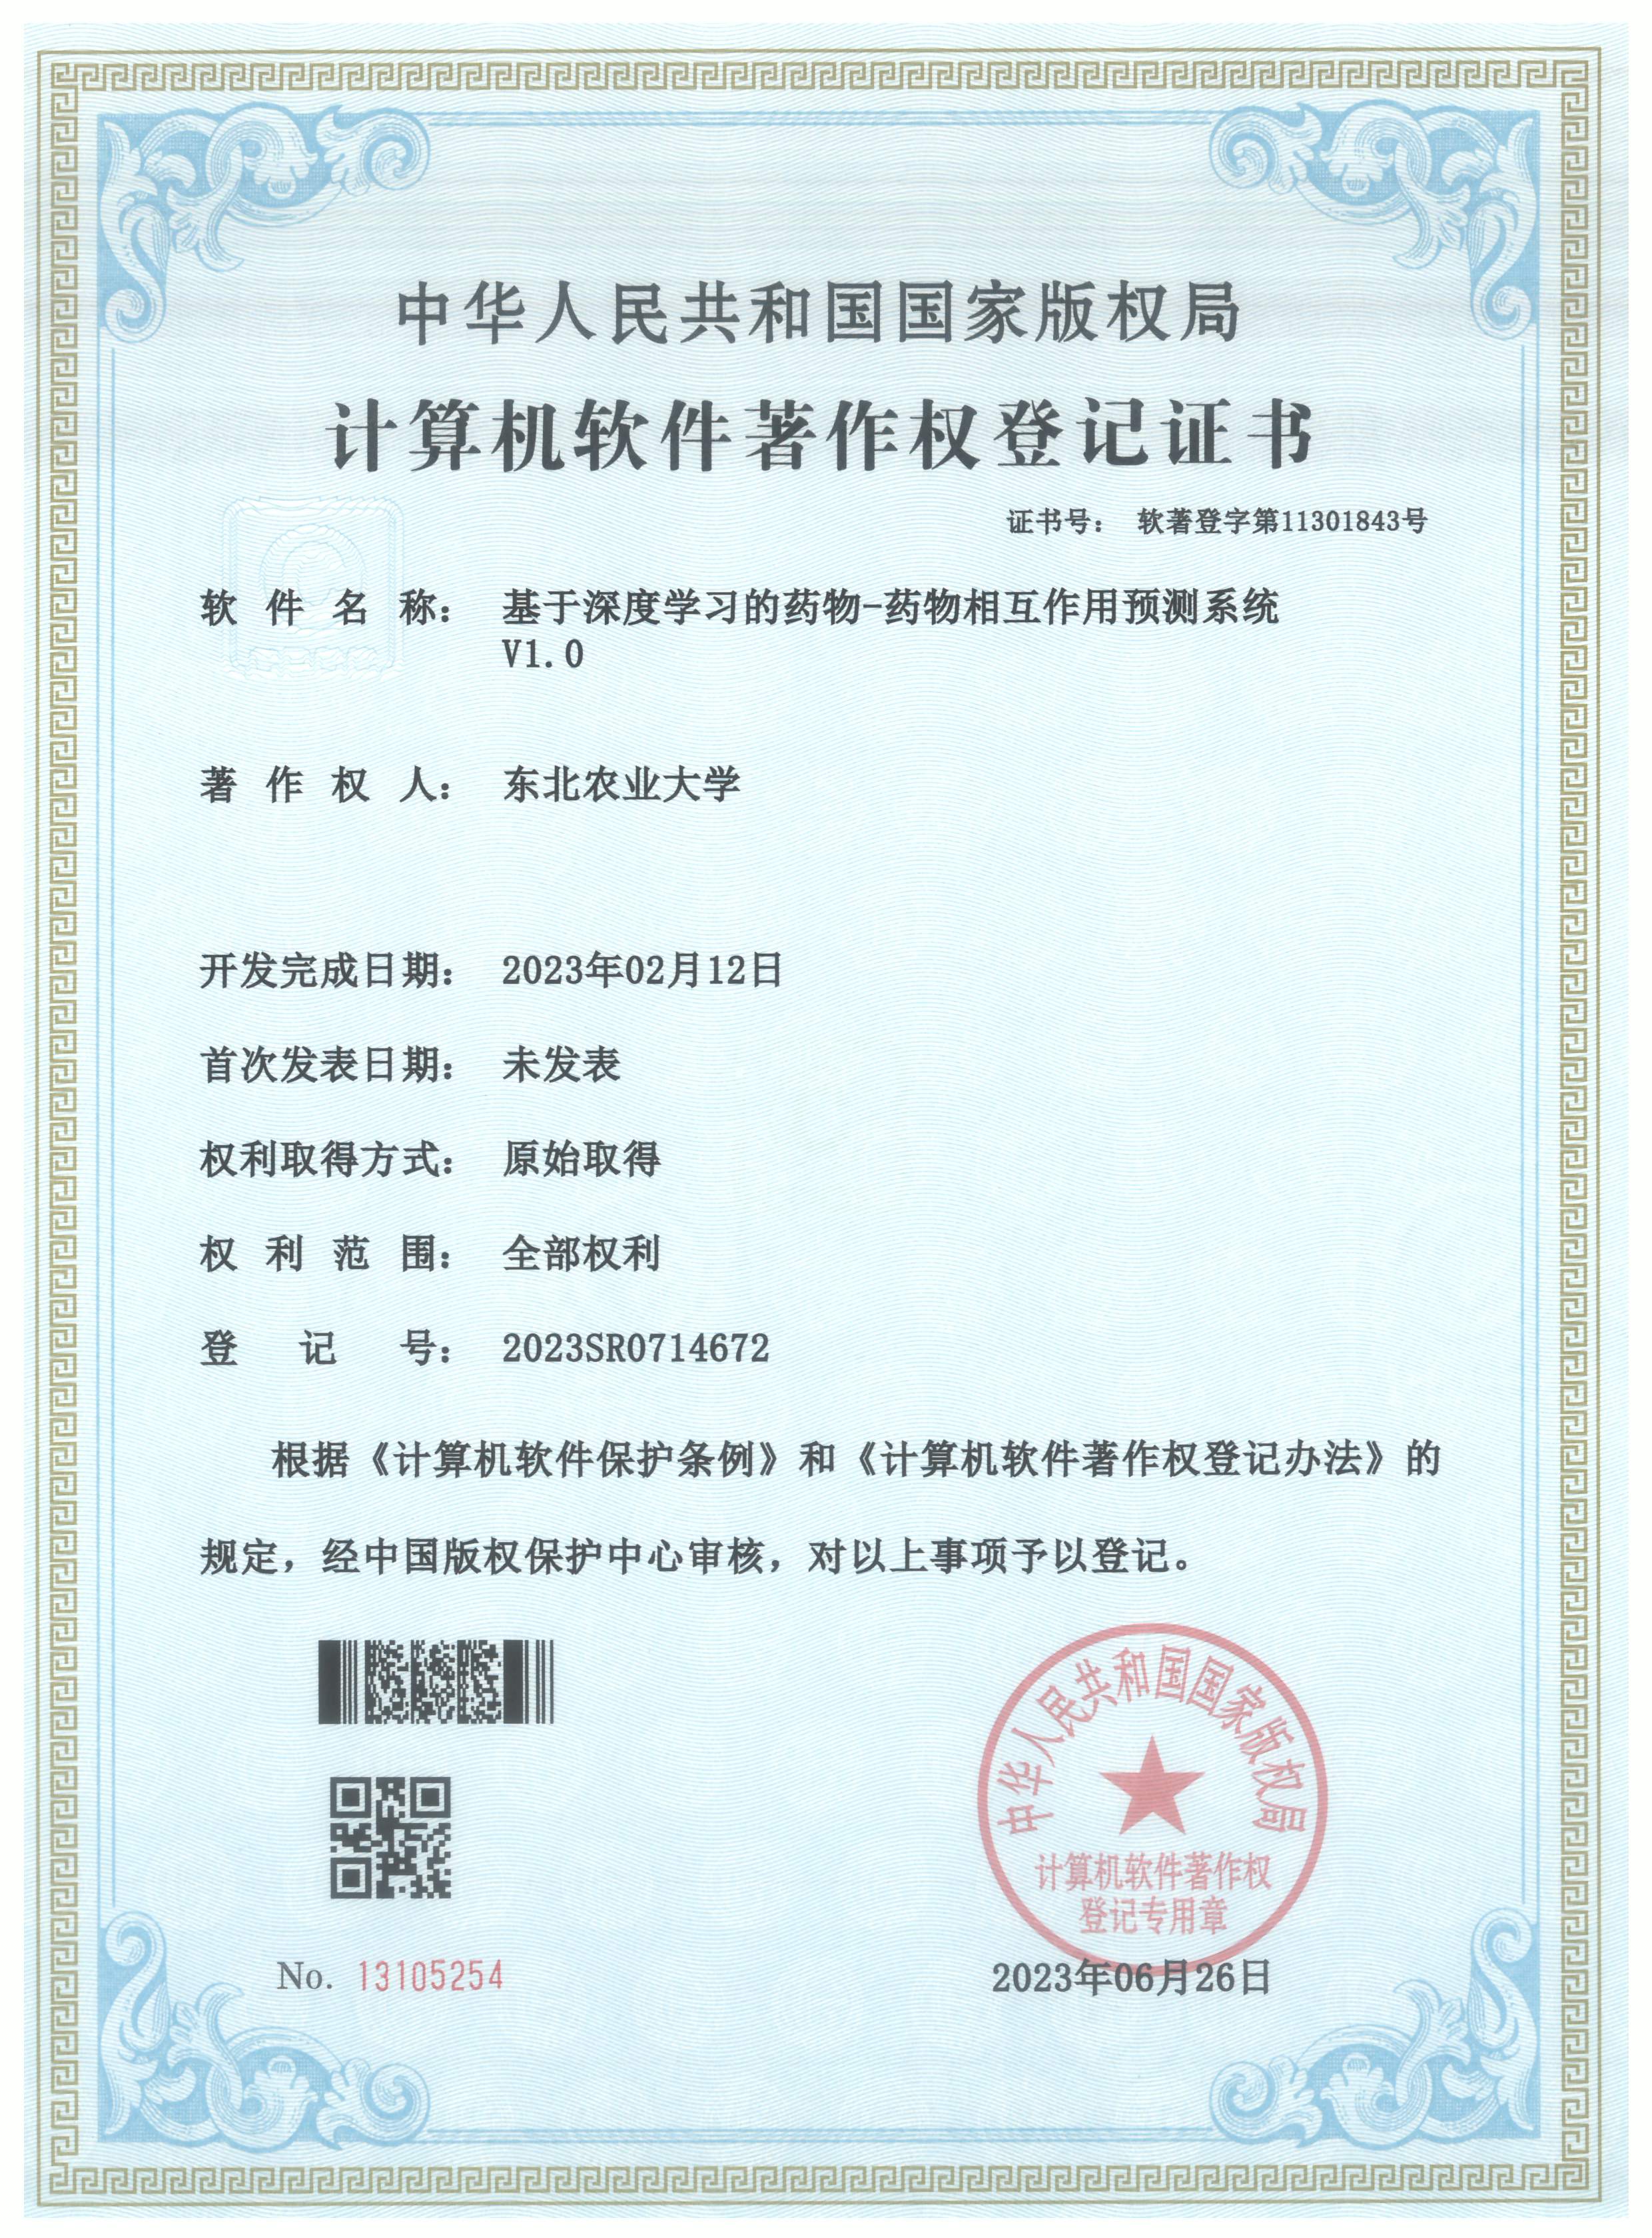 中华人民共和国国家版权局
计算机软件著作权登记证书
证书号： 软著登字第11301843号
软件名称： 基于深度学习的药物-药物相互作用预测系统
V1.0
著作权人： 东北农业大学
开发完成日期： 2023年02月12日
首次发表日期： 未发表
权利取得方式： 原始取得
权利范围： 全部权利
登记号： 2023SR0714672
根据《计算机软件保护条例》和《计算机软件著作权登记办法》的
规定，经中国版权保护中心审核，对以上事项予以登记。
中华人民共和国国家版权局
计算机软件著作权
登记专用章
No. 13105254
2023年06月26日